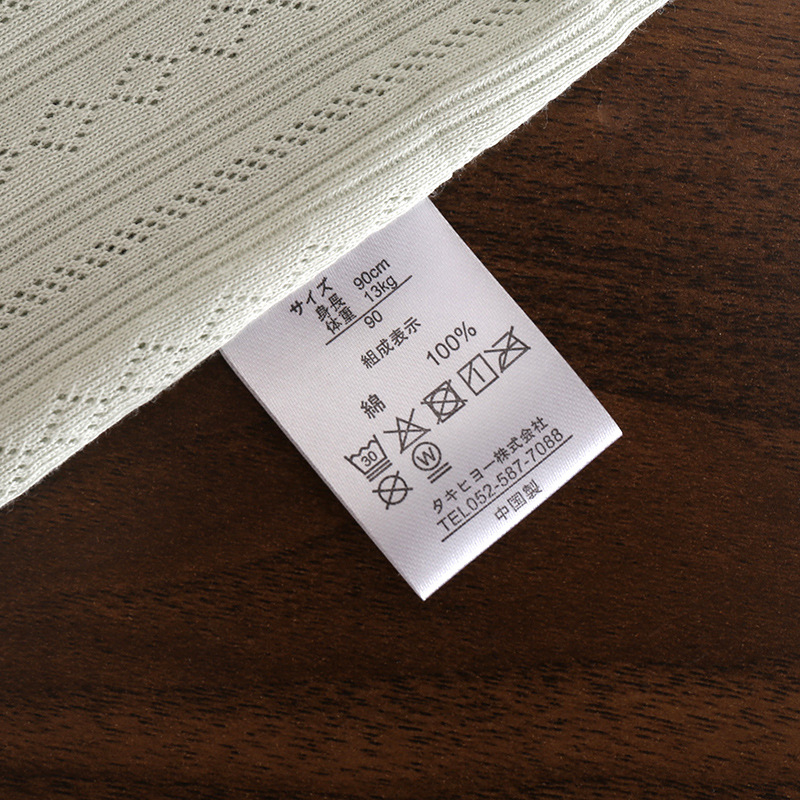 サイズ
身長 90cm
体重 13kg
90
組成表示
綿 100%
30
W
タキヒヨー株式会社
TEL052-587-7088
中国製